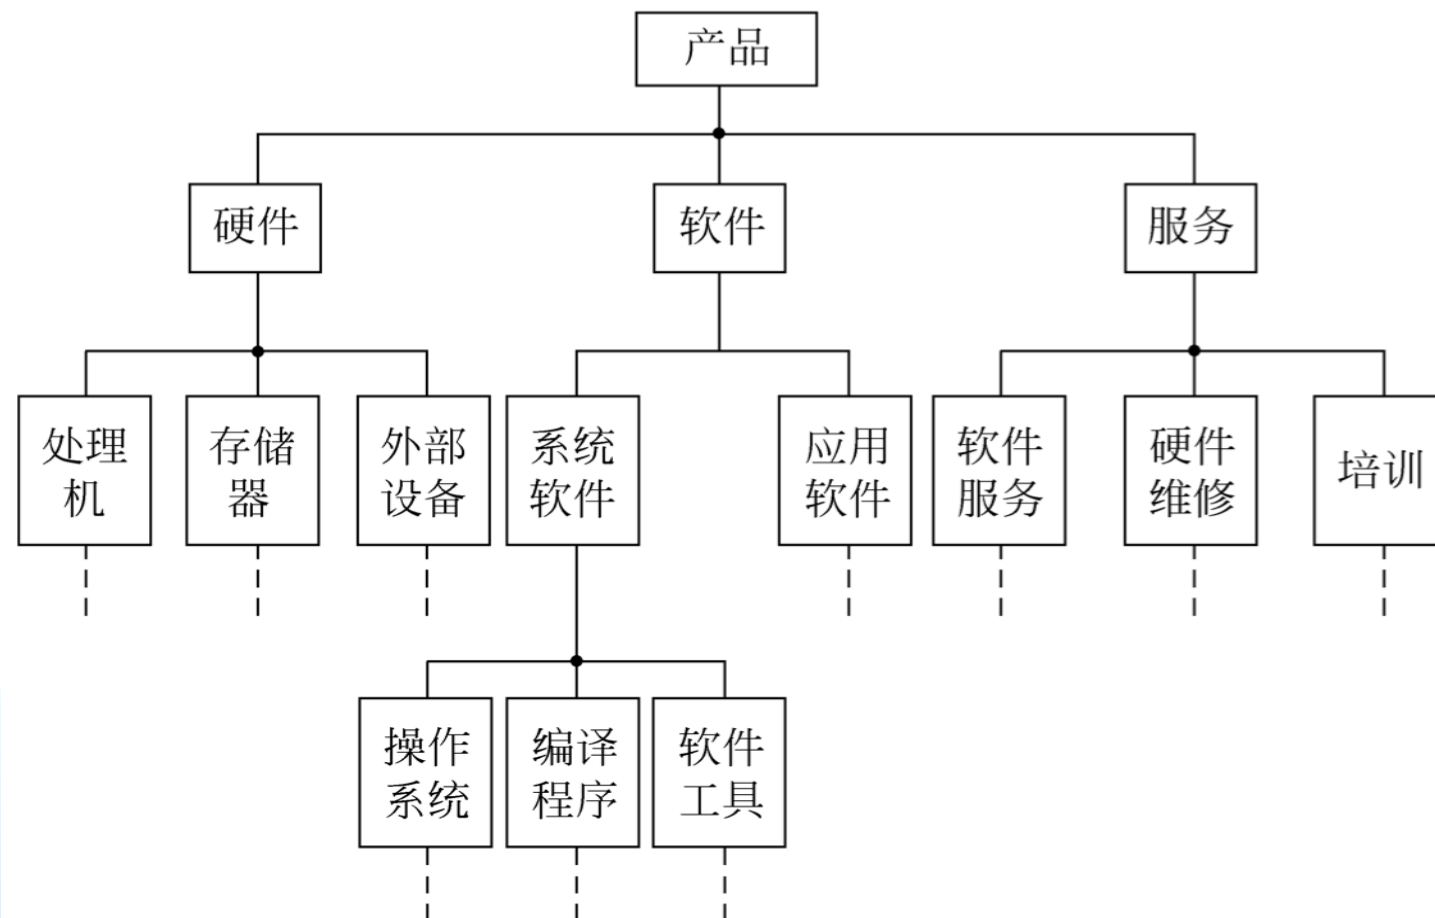 产品
硬件
软件
服务
处理
机
存储
器
外部
设备
系统
软件
应用
软件
软件
服务
硬件
维修
培训
操作
系统
编译
程序
软件
工具